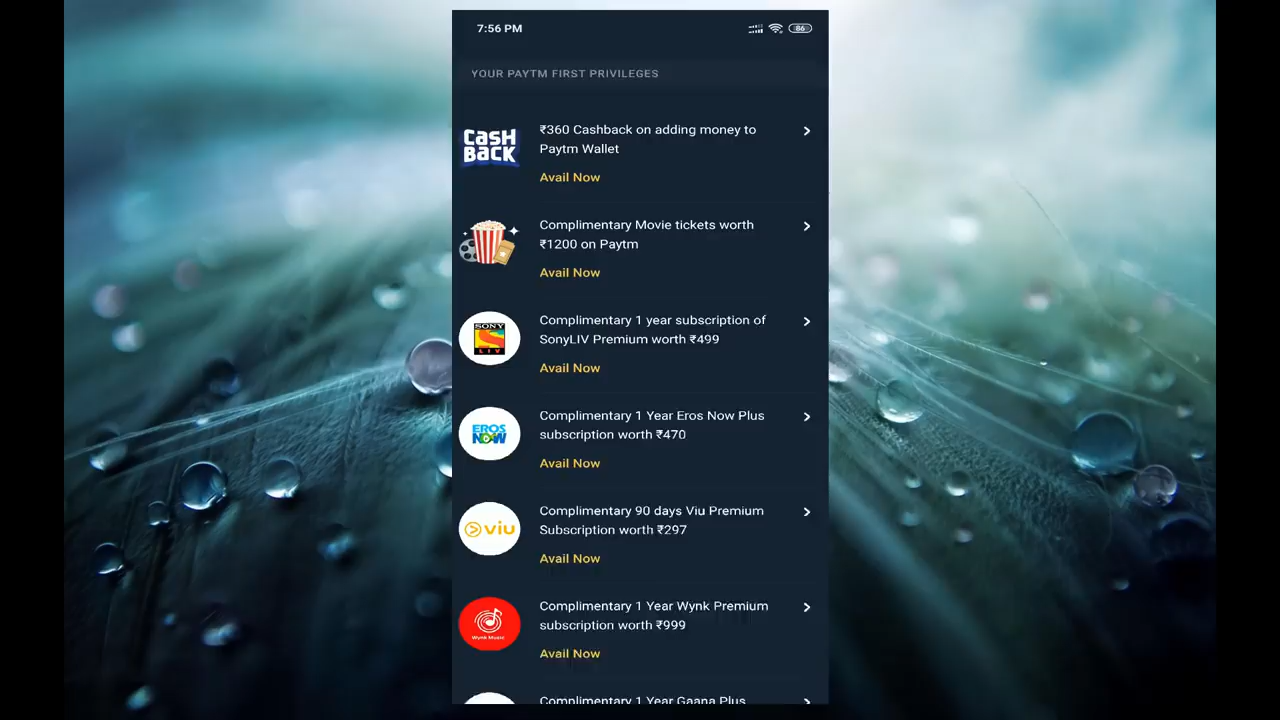 7:56 PM
86
YOUR PAYTM FIRST PRIVILEGES
CASH
BACK
₹360 Cashback on adding money to
Paytm Wallet
Avail Now
Complimentary Movie tickets worth
₹1200 on Paytm
Avail Now
SONY
LIV
Complimentary 1 year subscription of
SonyLIV Premium worth ₹499
Avail Now
EROS
NOW
Complimentary 1 Year Eros Now Plus
subscription worth ₹470
Avail Now
viu
Complimentary 90 days Viu Premium
Subscription worth ₹297
Avail Now
Wynk Music
Complimentary 1 Year Wynk Premium
subscription worth ₹999
Avail Now
Complimentary 1 Year Gaana Plus